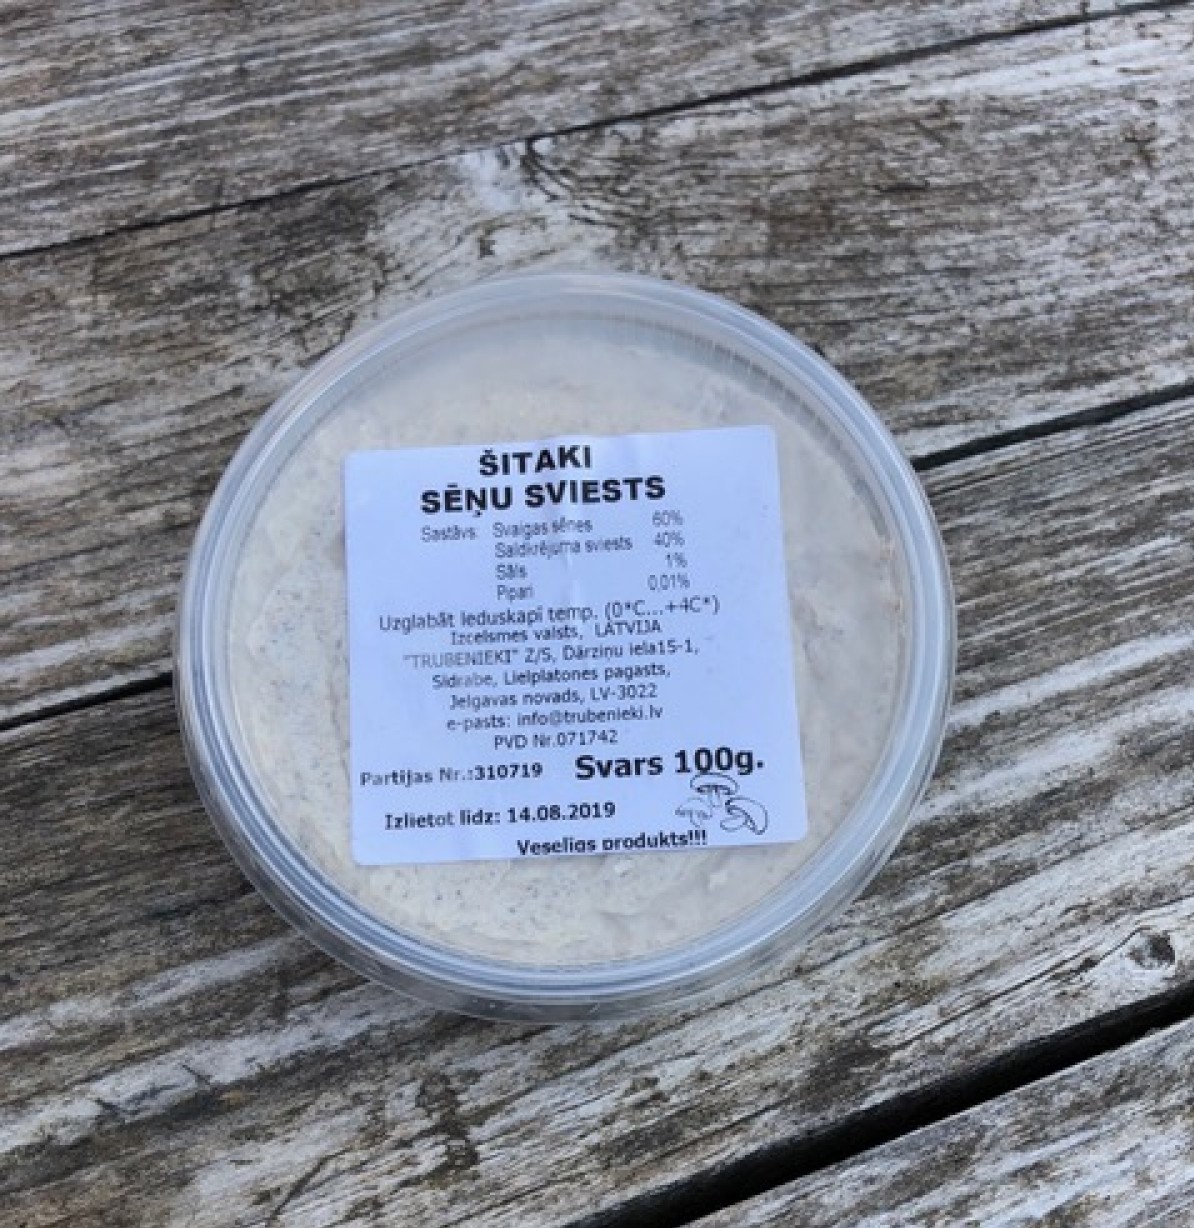 ŠITAKI
SĒŅU SVIESTS
Sastāvs: Svaigas sēnes 60%
Saldkrējuma sviests 40%
Sāls 1%
Pipari 0,01%
Uzglabāt leduskapī temp. (0*C...+4C*)
Izcelsmes valsts, LATVIJA
"TRUBENIEKI" Z/S, Dārziņu iela15-1,
Sidrabe, Lielplatones pagasts,
Jelgavas novads, LV-3022
e-pasts: info@trubenieki.lv
PVD Nr.071742
Partijas Nr.:310719 Svars 100g.
Izlietot līdz: 14.08.2019
Veselīgs produkts!!!